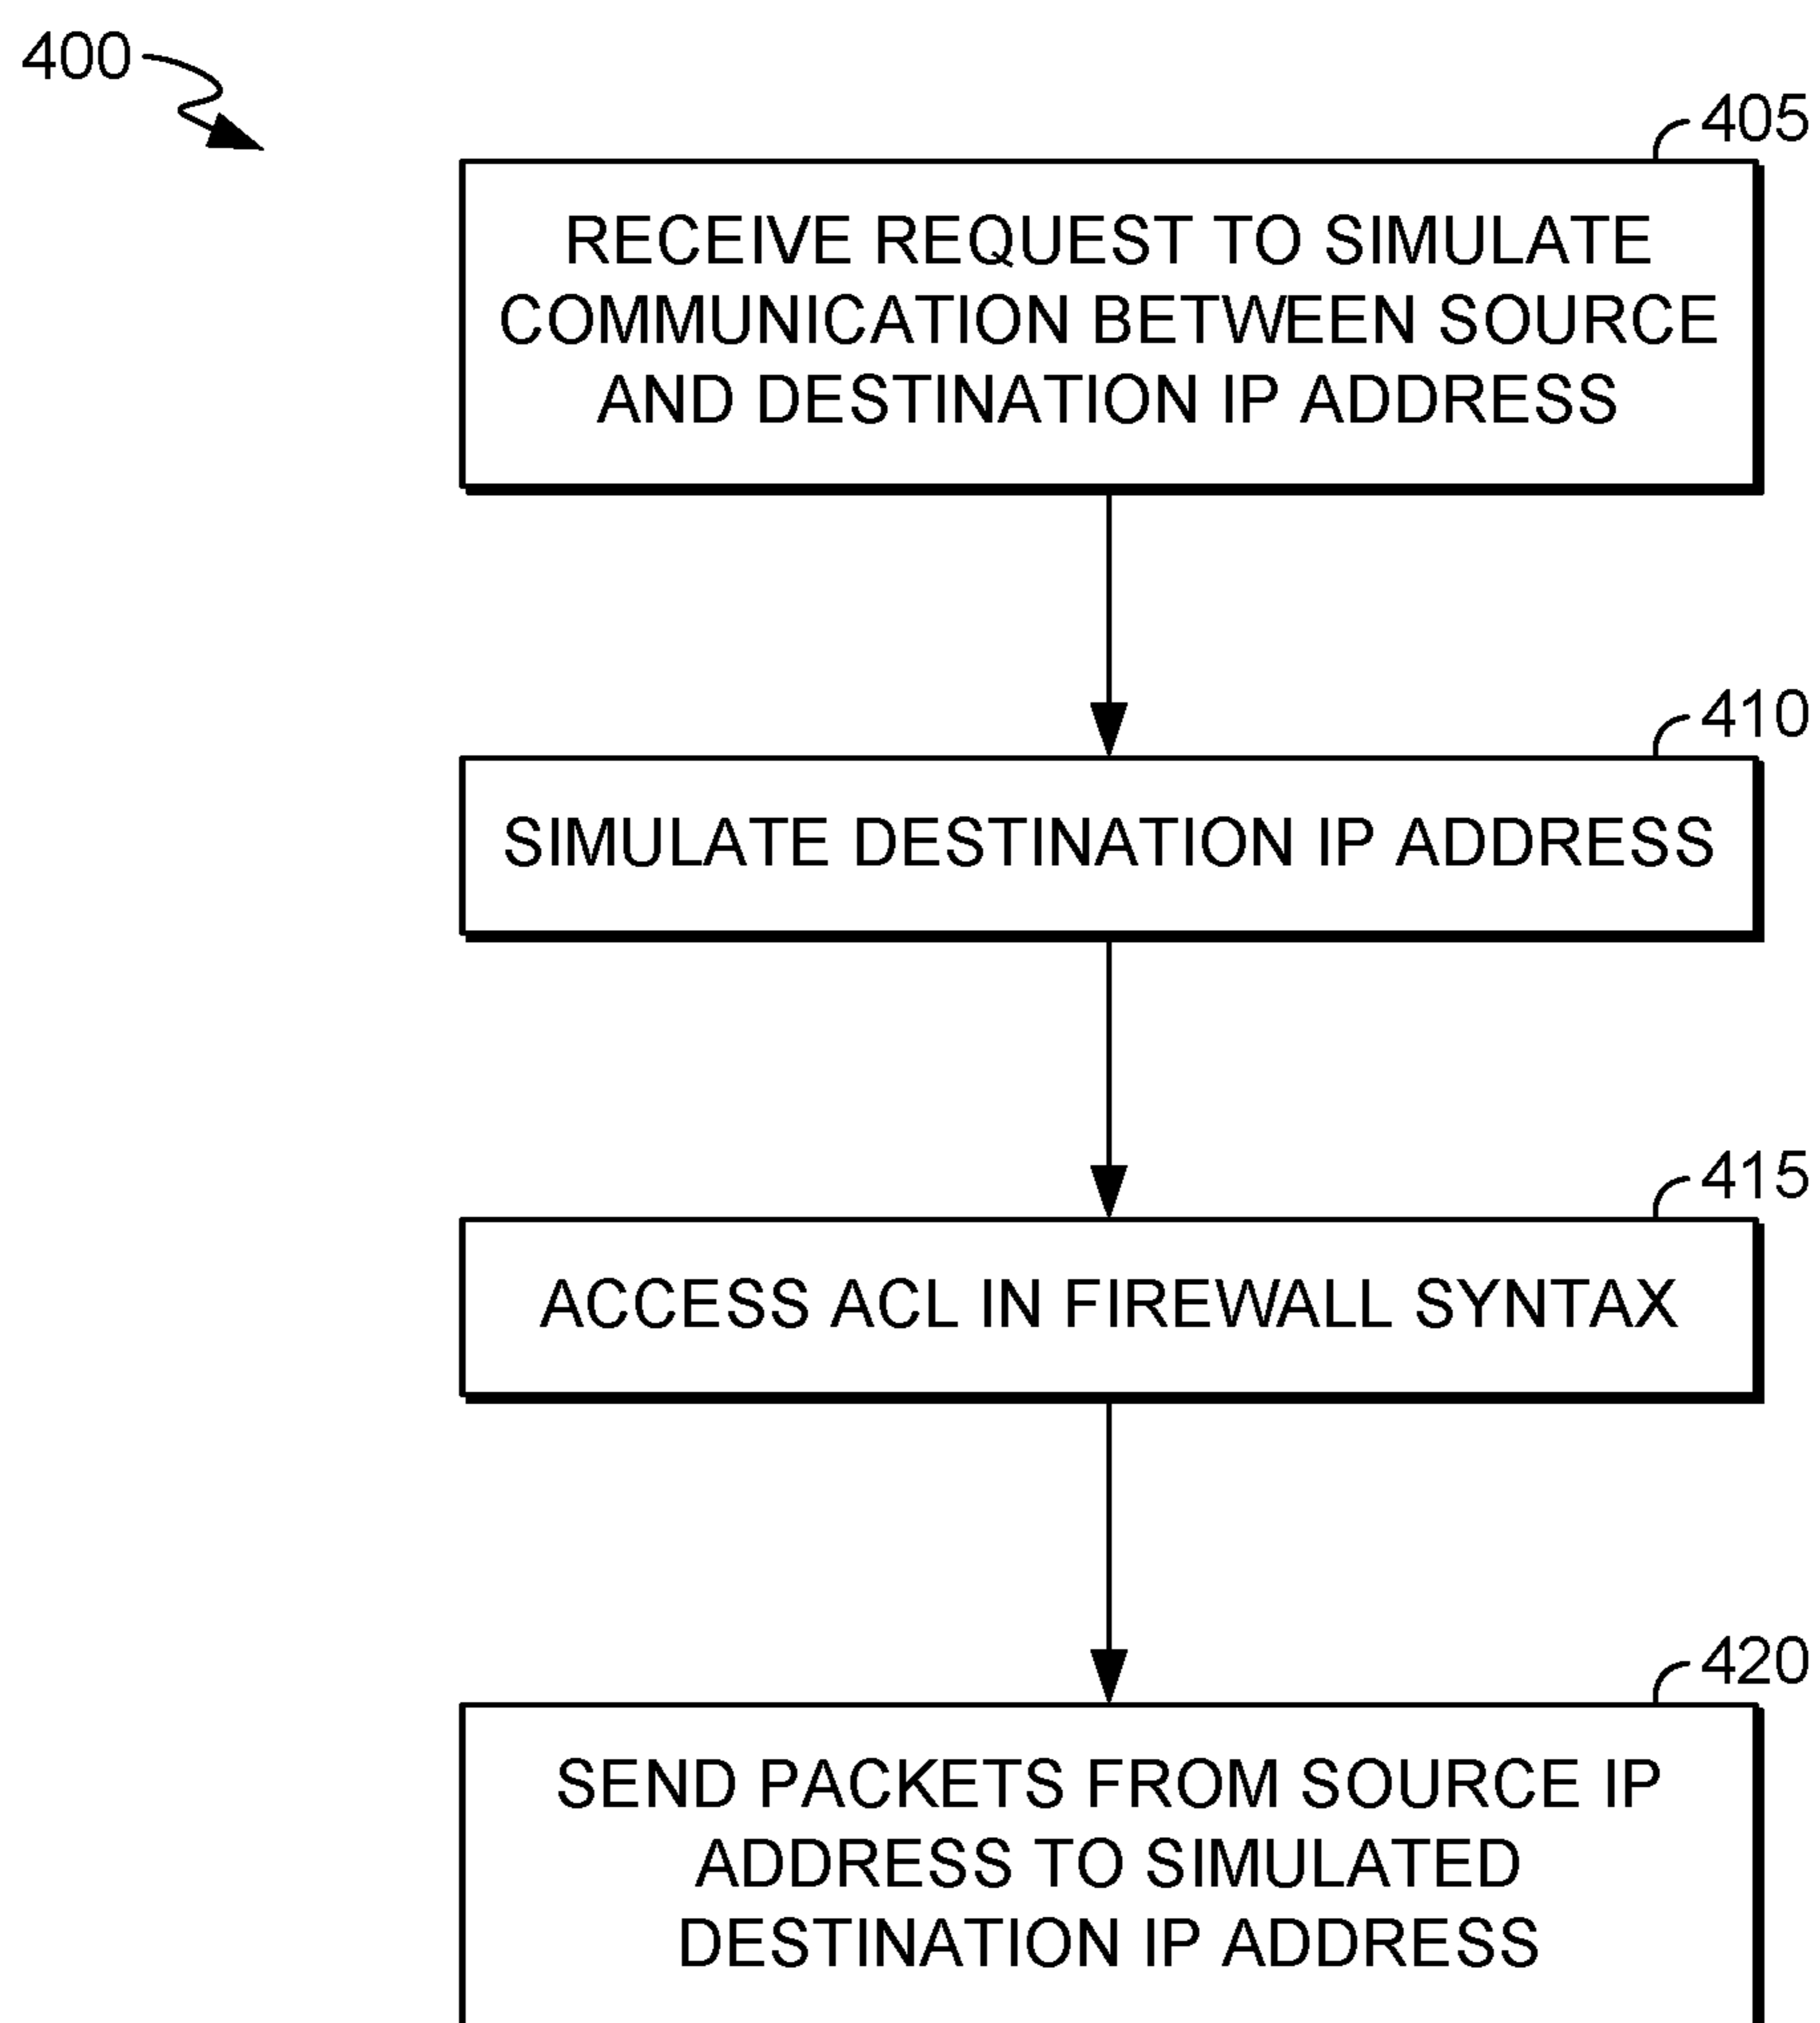 400
405
RECEIVE REQUEST TO SIMULATE
COMMUNICATION BETWEEN SOURCE
AND DESTINATION IP ADDRESS
410
SIMULATE DESTINATION IP ADDRESS
415
ACCESS ACL IN FIREWALL SYNTAX
420
SEND PACKETS FROM SOURCE IP
ADDRESS TO SIMULATED
DESTINATION IP ADDRESS